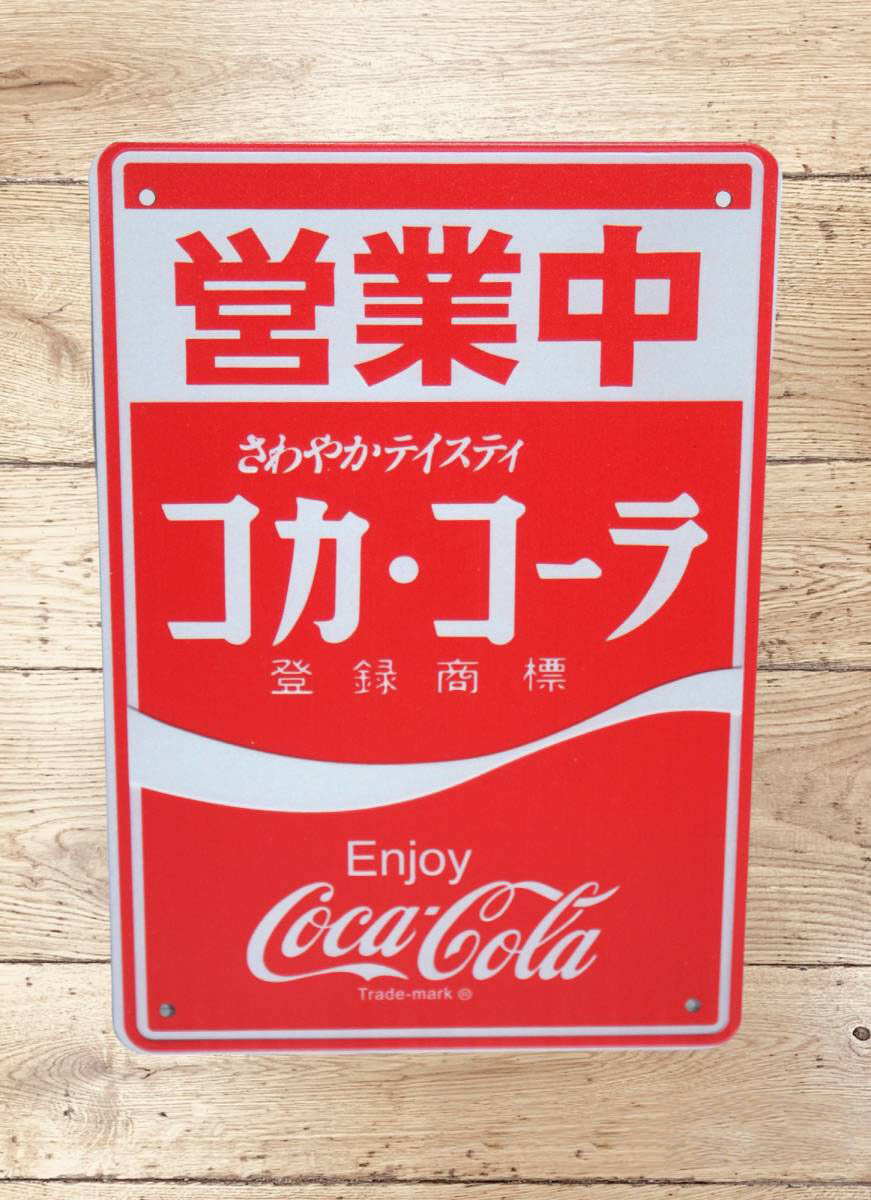 営業中
さわやかテイスティ
コカ・コーラ
登録商標
Enjoy
Coca-Cola
Trade-mark ®